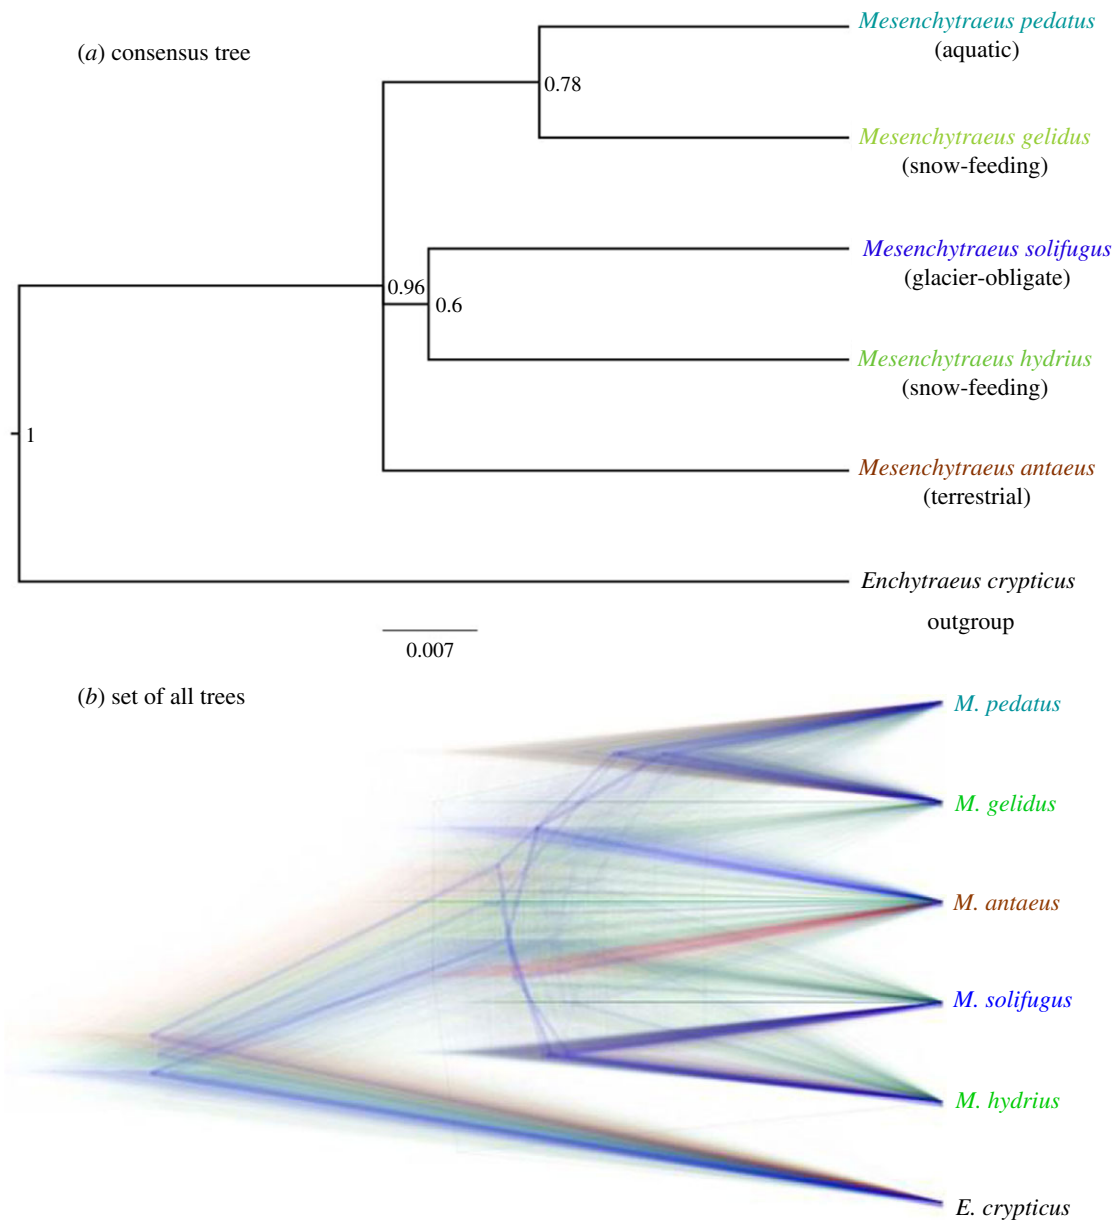 (a) consensus tree
Mesenchytraeus pedatus
(aquatic)
0.78
Mesenchytraeus gelidus
(snow-feeding)
Mesenchytraeus solifugus
(glacier-obligate)
0.96
0.6
Mesenchytraeus hydrius
(snow-feeding)
1
Mesenchytraeus antaeus
(terrestrial)
Enchytraeus crypticus
outgroup
0.007
(b) set of all trees
M. pedatus
M. gelidus
M. antaeus
M. solifugus
M. hydrius
E. crypticus